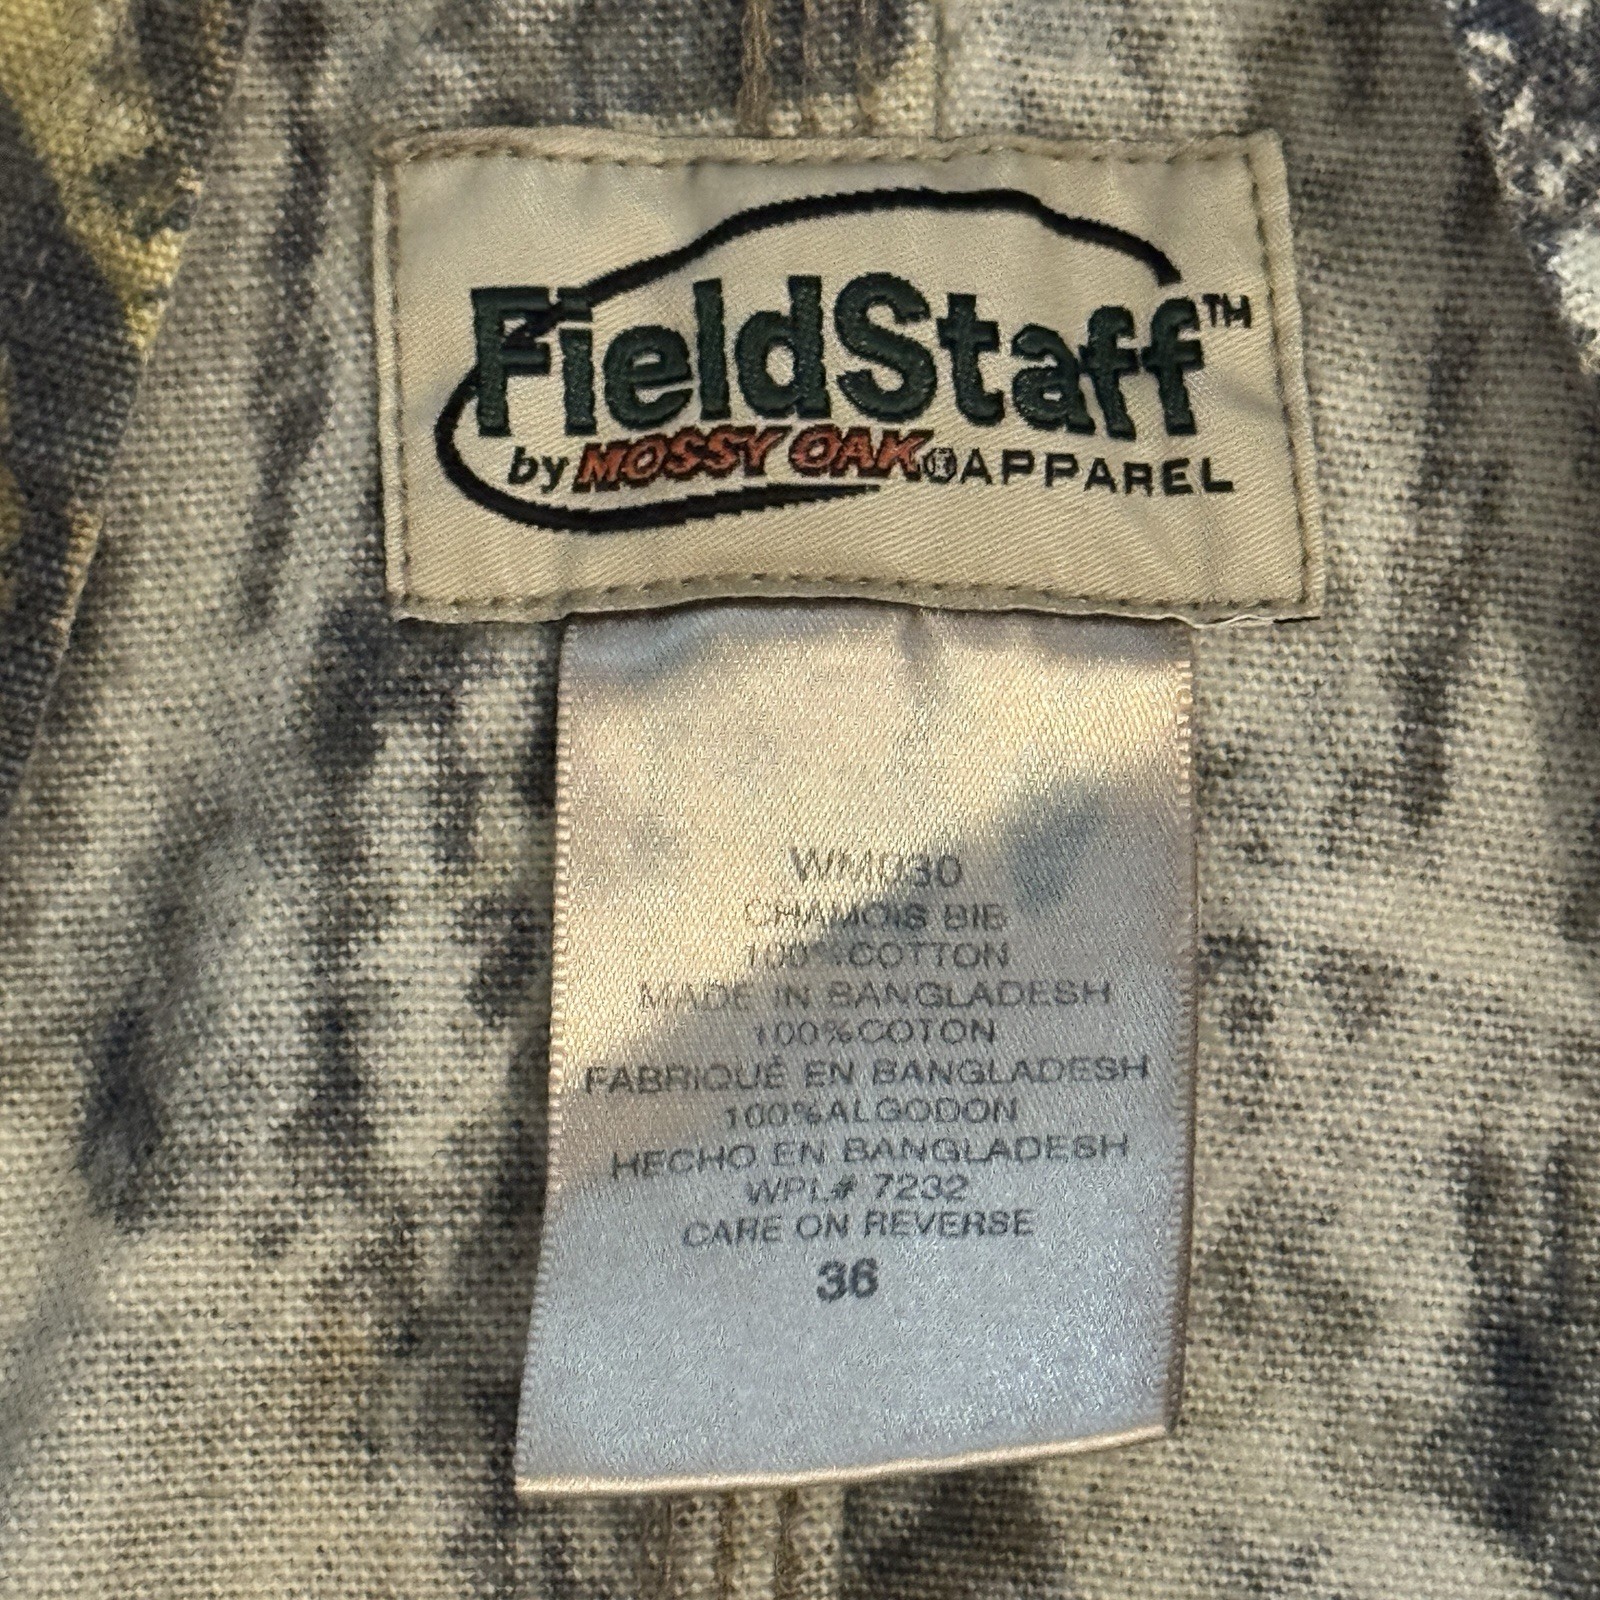 FieldStaff™
by MOSSY OAK® APPAREL
WM030
CHAMOIS BIB
100% COTTON
MADE IN BANGLADESH
100%COTON
FABRIQUÉ EN BANGLADESH
100%ALGODON
HECHO EN BANGLADESH
WPL# 7232
CARE ON REVERSE
36